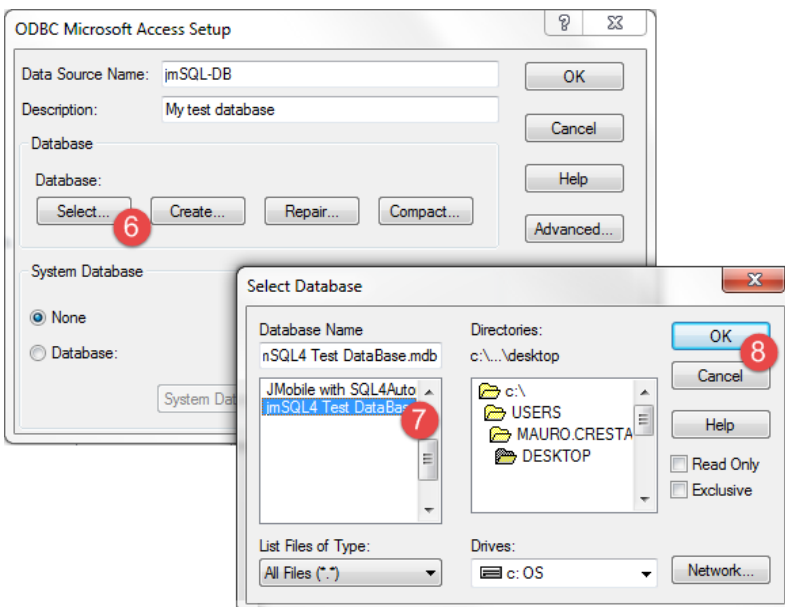 ODBC Microsoft Access Setup
Data Source Name: jmSQL-DB
OK
Description: My test database
Cancel
Database
Database:
Help
Select... Create... Repair... Compact...
6
Advanced...
System Database
None
Database:
System Dat
Select Database
Database Name
nSQL4 Test DataBase.mdb
JMobile with SQL4Auto
jmSQL4 Test DataBas
7
List Files of Type:
All Files (*.*)
Directories:
c:\...\desktop
c:\
USERS
MAURO.CRESTA
DESKTOP
Drives:
c: OS
OK
8
Cancel
Help
Read Only
Exclusive
Network...